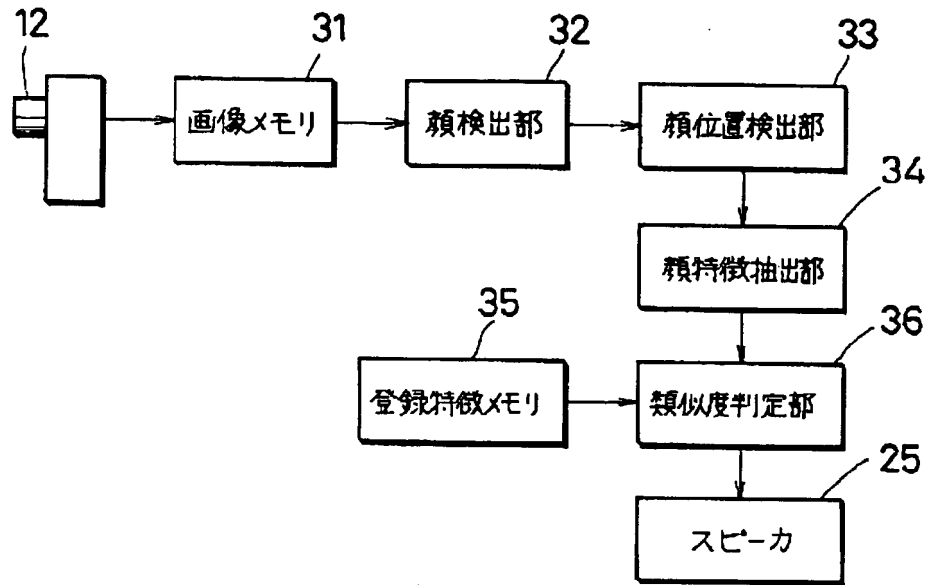 12
31
32
33
画像メモリ
顔検出部
顔位置検出部
34
顔特徴抽出部
35
36
登録特徴メモリ
類似度判定部
25
スピーカ